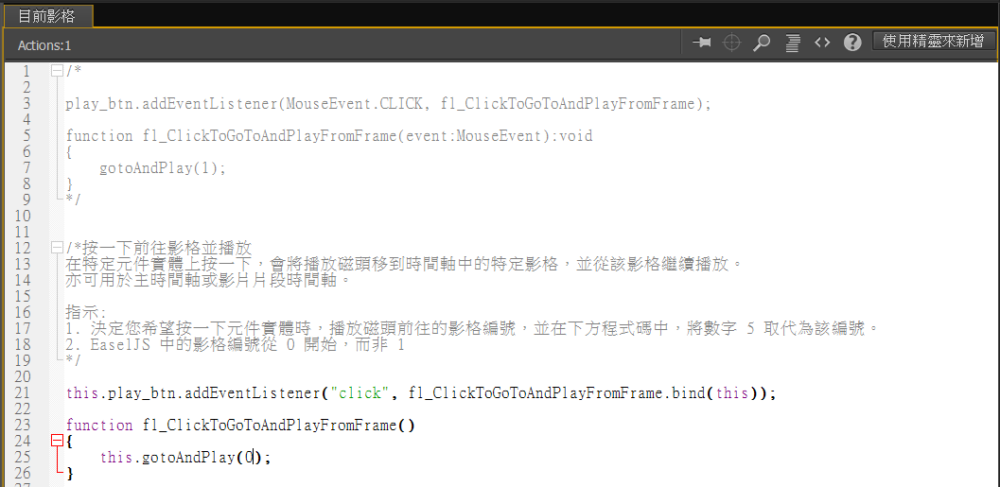 目前影格
Actions:1
使用精靈來新增
1 /*
2
3 play_btn.addEventListener(MouseEvent.CLICK, fl_ClickToGoToAndPlayFromFrame);
4
5 function fl_ClickToGoToAndPlayFromFrame(event:MouseEvent):void
6 {
7 gotoAndPlay(1);
8 }
9 */
10
11
12 /*按一下前往影格並播放
13 在特定元件實體上按一下，會將播放磁頭移到時間軸中的特定影格，並從該影格繼續播放。
14 亦可用於主時間軸或影片片段時間軸。
15
16 指示:
17 1. 決定您希望按一下元件實體時，播放磁頭前往的影格編號，並在下方程式碼中，將數字 5 取代為該編號。
18 2. EaselJS 中的影格編號從 0 開始，而非 1
19 */
20
21 this.play_btn.addEventListener("click", fl_ClickToGoToAndPlayFromFrame.bind(this));
22
23 function fl_ClickToGoToAndPlayFromFrame()
24 {
25 this.gotoAndPlay(0);
26 }
27